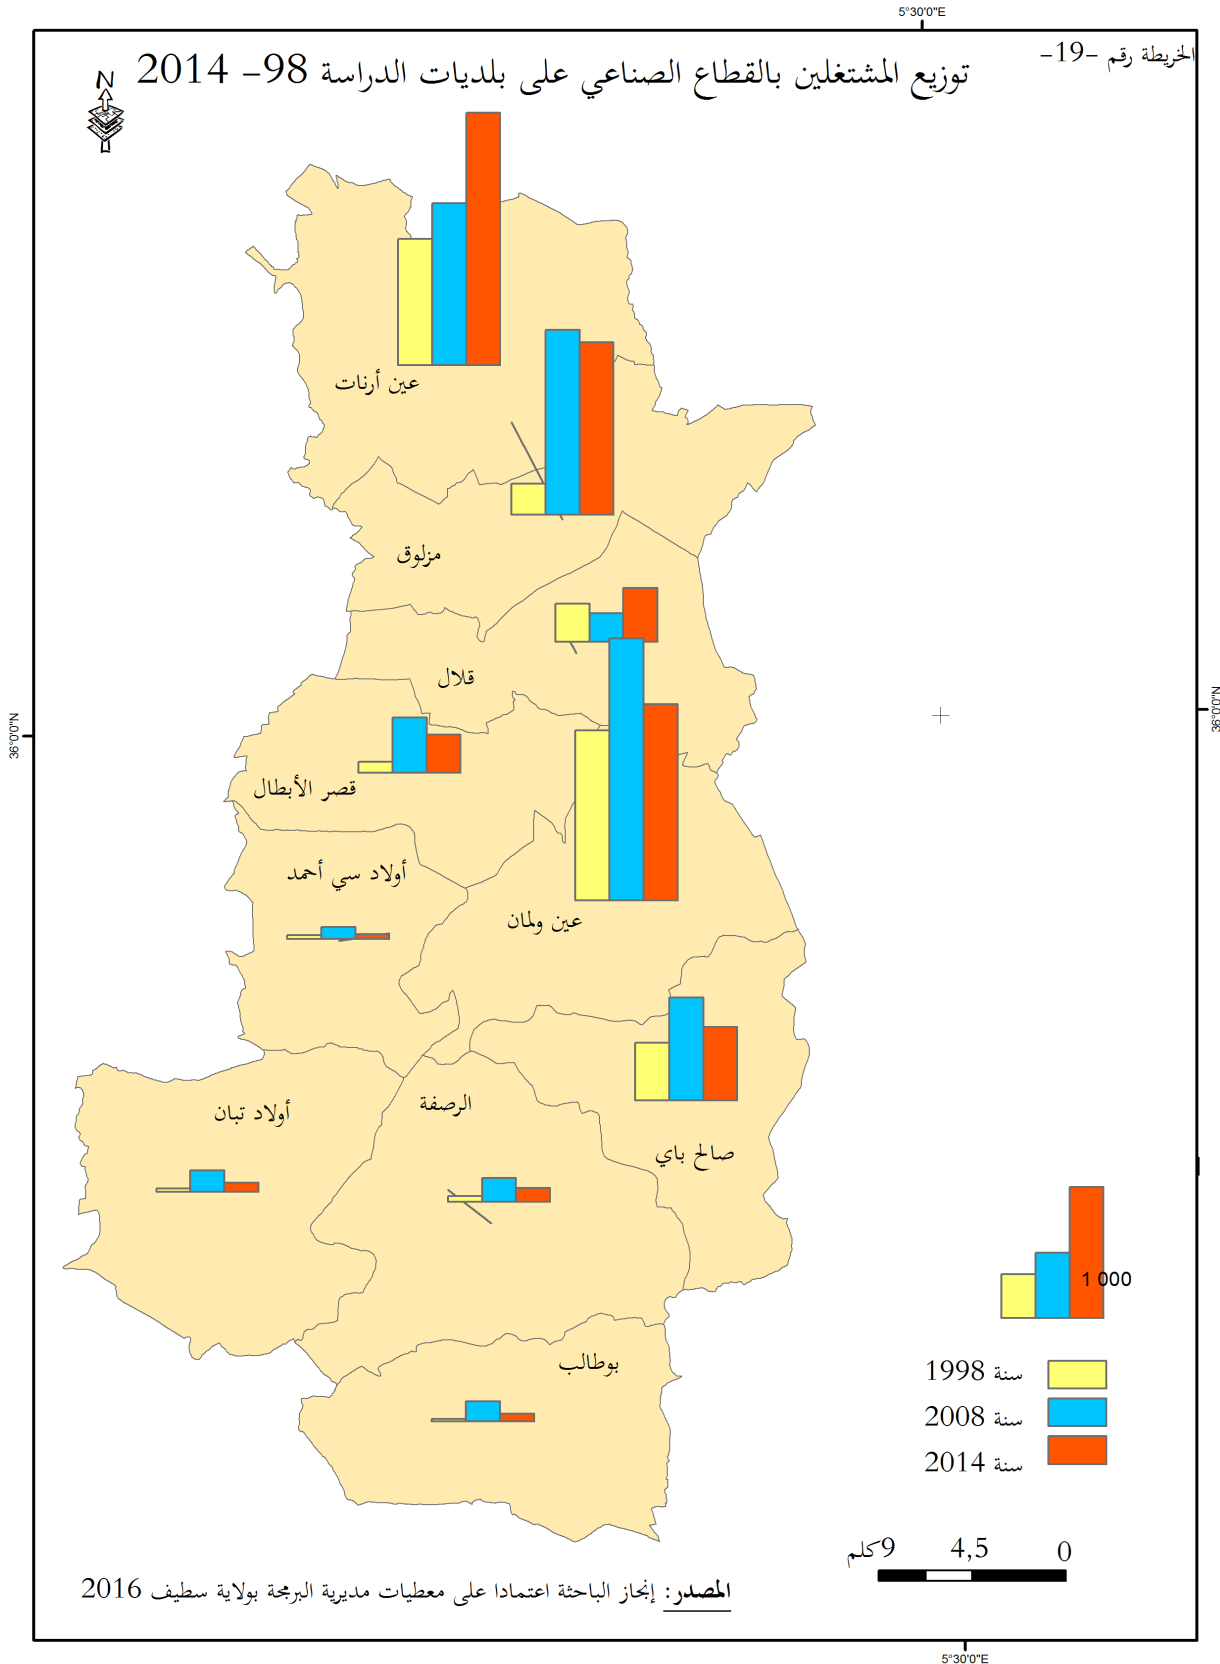 5°30'0"E
الخريطة رقم -19-
توزيع المشتغلين بالقطاع الصناعي على بلديات الدراسة 98- 2014
N
عين أرنات
مزلوق
قلال
36°0'0"N
36°0'0"N
قصر الأبطال
أولاد سي أحمد
عين ولمان
أولاد تبان
الرصفة
صالح باي
1 000
بوطالب
سنة 1998
سنة 2008
سنة 2014
9كلم 4,5 0
المصدر: إنجاز الباحثة اعتمادا على معطيات مديرية البرمجة بولاية سطيف 2016
5°30'0"E